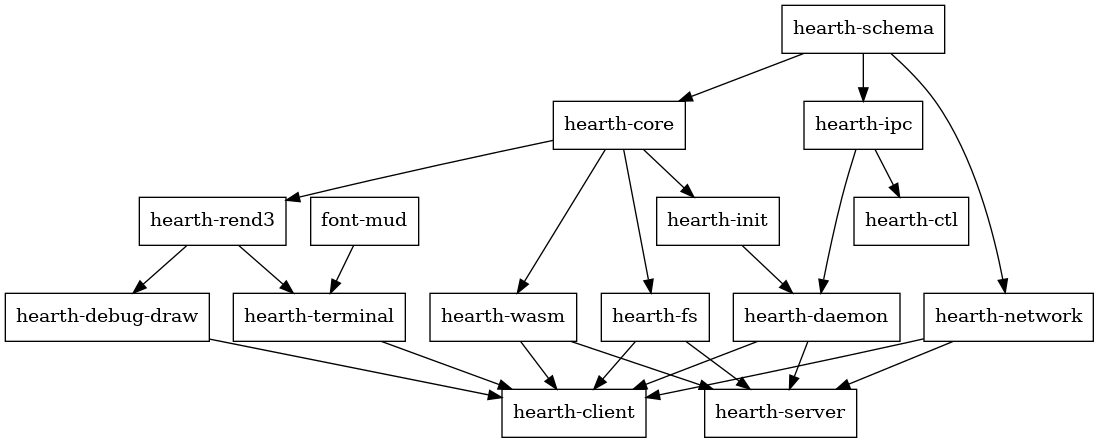 hearth-schema
hearth-core
hearth-ipc
hearth-rend3
font-mud
hearth-init
hearth-ctl
hearth-debug-draw
hearth-terminal
hearth-wasm
hearth-fs
hearth-daemon
hearth-network
hearth-client
hearth-server